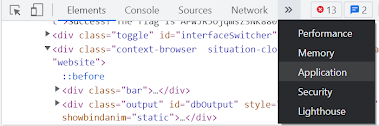 Elements Console Sources Network » 13 2
Performance
Memory
Application
Security
Lighthouse
<div class="toggle" id="interfaceSwitcher"
<div class="context-browser situation-clo
"website">
::before
<div class="bar">…</div>
<div class="output" id="dbOutput" style=
showbindanim="static">…</div>